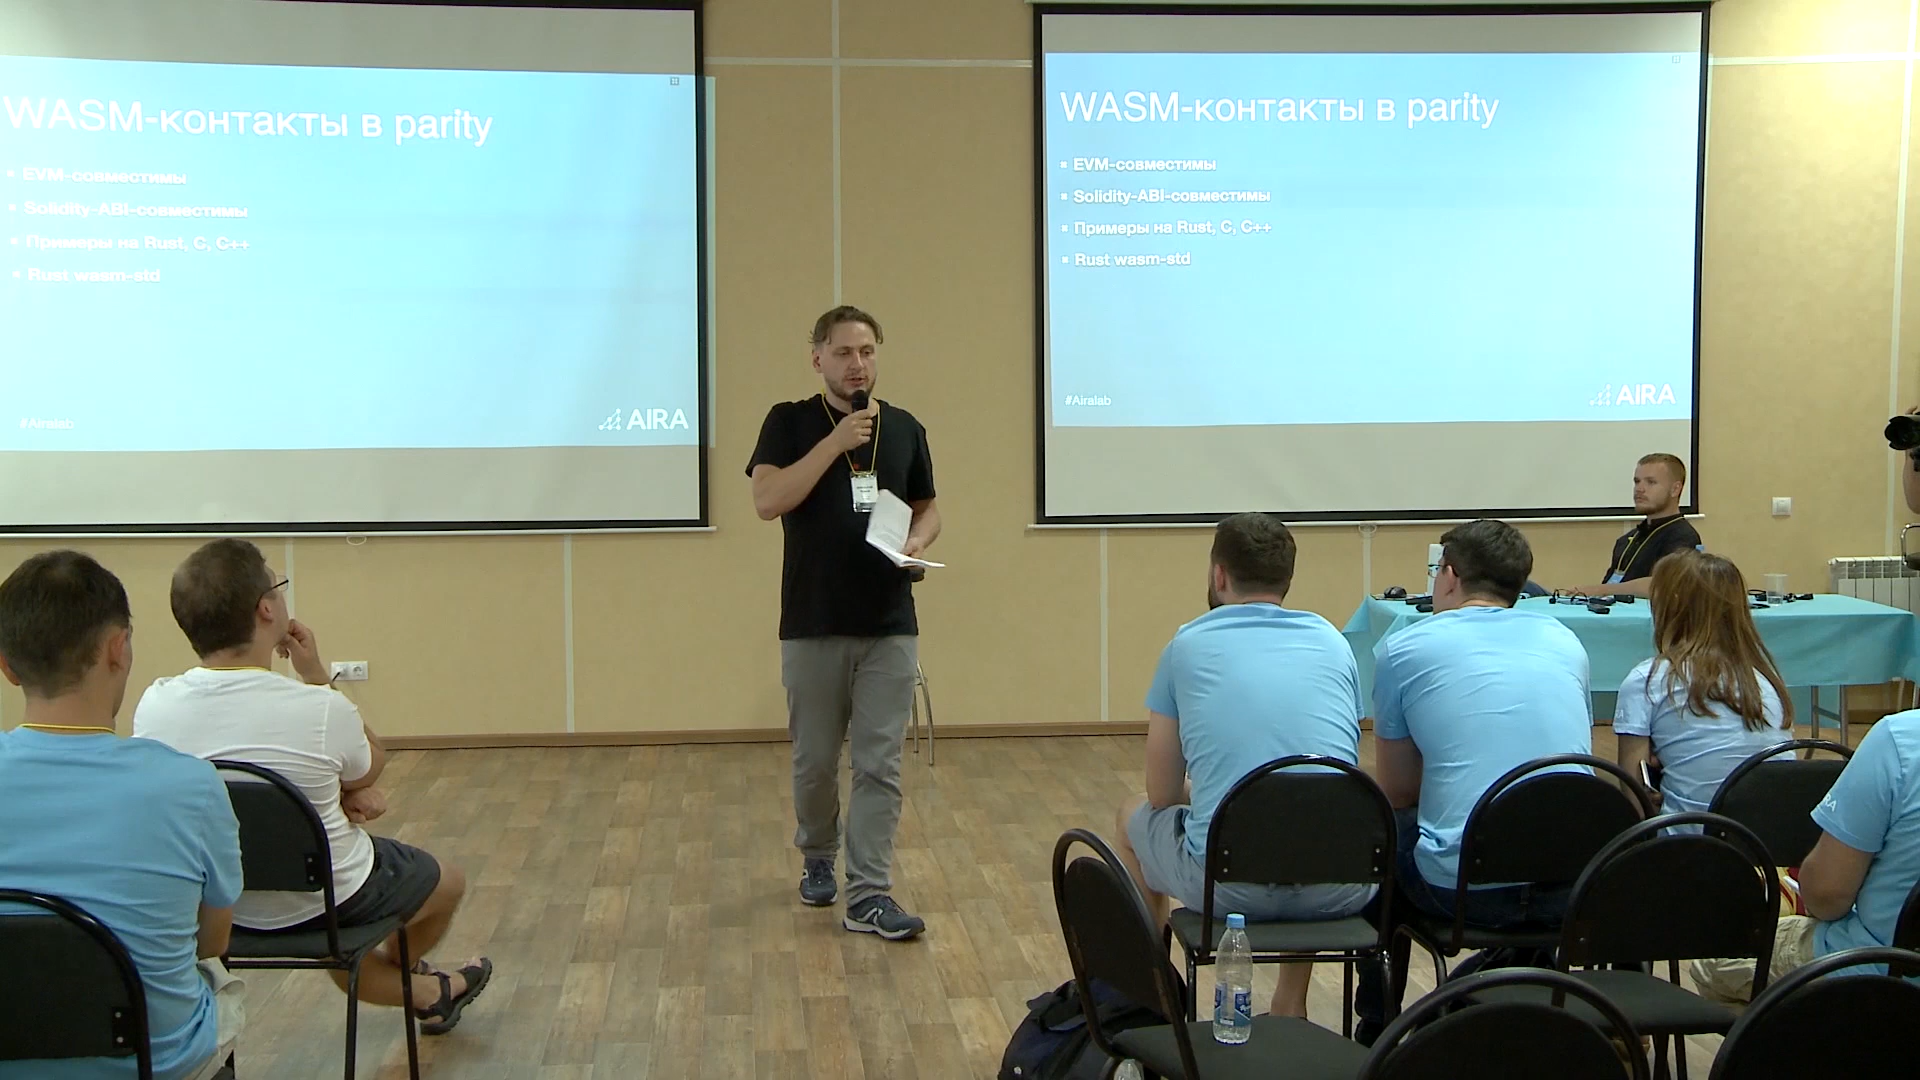 WASM-контакты в parity
EVM-совместимы
Solidity-ABI-совместимы
Примеры на Rust, C, C++
Rust wasm-std
#Airalab
AIRA
WASM-контакты в parity
EVM-совместимы
Solidity-ABI-совместимы
Примеры на Rust, C, C++
Rust wasm-std
#Airalab
AIRA